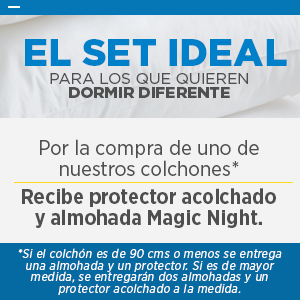 EL SET IDEAL
PARA LOS QUE QUIEREN
DORMIR DIFERENTE
Por la compra de uno de
nuestros colchones*
Recibe protector acolchado
y almohada Magic Night.
*Si el colchón es de 90 cms o menos se entrega
una almohada y un protector. Si es de mayor
medida, se entregarán dos almohadas y un
protector acolchado a la medida.